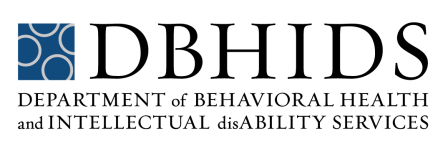 DBHIDS
DEPARTMENT of BEHAVIORAL HEALTH
and INTELLECTUAL disABILITY SERVICES